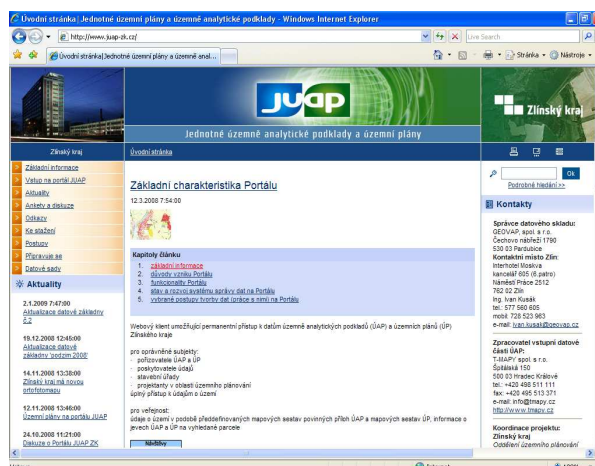 Úvodní stránka|Jednotné územní plány a územně analytické podklady - Windows Internet Explorer
http://www.juap-zk.cz/
Live Search
Úvodní stránka|Jednotné územní plány a územně anal...
Stránka
Nástroje
JUAP
Jednotné územně analytické podklady a územní plány
Zlínský kraj
Zlínský kraj
Úvodní stránka
Základní informace
Vstup na portál JUAP
Aktuality
Ankety a diskuze
Odkazy
Ke stažení
Postupy
Připravuje se
Datové sady
Aktuality
2.1.2009 7:47:00
Aktualizace datové základny
č.2
19.12.2008 12:45:00
Aktualizace datové
základny 'podzim 2008'
14.11.2008 13:38:00
Zlínský kraj má novou
ortofotomapu
12.11.2008 13:46:00
Územní plány na portálu JUAP
24.10.2008 11:21:00
Diskuze o Portálu JUAP ZK
Základní charakteristika Portálu
12.3.2008 7:54:00
Kapitoly článku
1. základní informace
2. důvody vzniku Portálu
3. funkcionality Portálu
4. stav a rozvoj systému správy dat na Portálu
5. vybrané postupy tvorby dat (práce s nimi) na Portálu
Webový klient umožňující permanentní přístup k datům územně analytických podkladů (ÚAP) a územních plánů (ÚP)
Zlínského kraje
pro oprávněné subjekty:
- pořizovatelé ÚAP a ÚP
- poskytovatelé údajů
- stavební úřady
- projektanty v oblasti územního plánování
úplný přístup k údajům o území
pro veřejnost:
údaje o území v podobě předdefinovaných mapových sestav povinných příloh ÚAP a mapových sestav ÚP, informace o
jevech ÚAP a ÚP na vyhledané parcele
Návštěvy
Ok
Podrobné hledání >>
Kontakty
Správce datového skladu:
GEOVAP, spol. s r.o.
Čechovo nábřeží 1790
530 03 Pardubice
Kontaktní místo Zlín:
Interhotel Moskva
kancelář 605 (6.patro)
Náměstí Práce 2512
762 02 Zlín
Ing. Ivan Kusák
tel.: 577 560 605
mobil: 728 523 963
e-mail: ivan.kusak@geovap.cz
Zpracovatel vstupní datové
části ÚAP:
T-MAPY spol. s r.o.
Špitálská 150
500 03 Hradec Králové
tel.: +420 498 511 111
fax: +420 495 513 371
e-mail: info@tmapy.cz
http://www.tmapy.cz
Koordinace projektu:
Zlínský kraj
Oddělení územního plánování